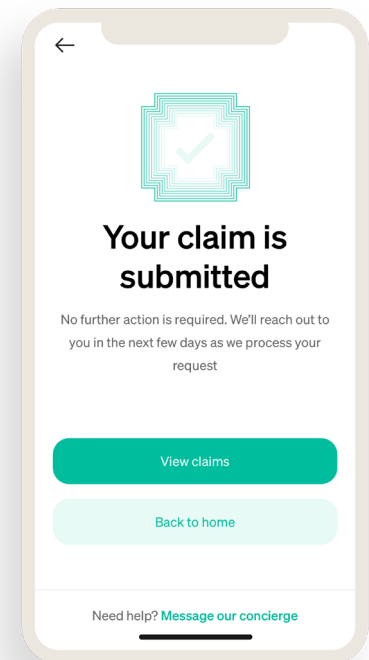 Your claim is
submitted
No further action is required. We'll reach out to
you in the next few days as we process your
request
View claims
Back to home
Need help? Message our concierge